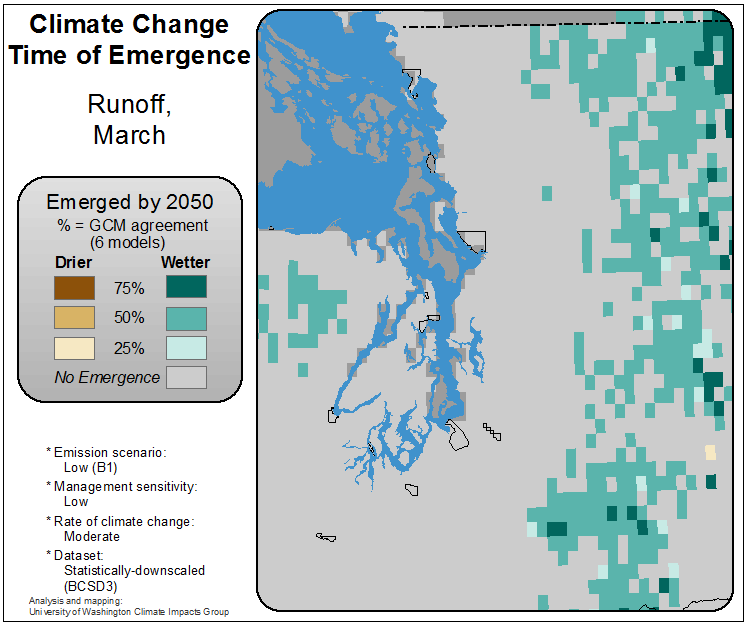 Climate Change
Time of Emergence
Runoff,
March
Emerged by 2050
% = GCM agreement
(6 models)
Drier Wetter
75%
50%
25%
No Emergence
* Emission scenario:
Low (B1)
* Management sensitivity:
Low
* Rate of climate change:
Moderate
* Dataset:
Statistically-downscaled
(BCSD3)
Analysis and mapping:
University of Washington Climate Impacts Group